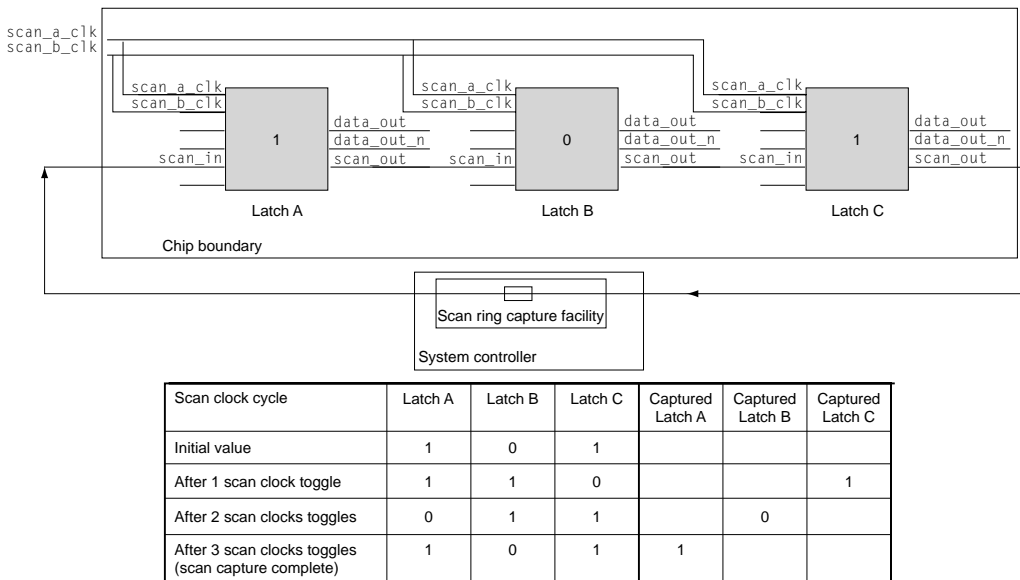 scan_a_clk
scan_b_clk
scan_a_clk
scan_b_clk
1
data_out
data_out_n
scan_in
scan_out
Latch A
scan_a_clk
scan_b_clk
0
data_out
data_out_n
scan_in
scan_out
Latch B
scan_a_clk
scan_b_clk
1
data_out
data_out_n
scan_in
scan_out
Latch C
Chip boundary
Scan ring capture facility
System controller
Scan clock cycle Latch A Latch B Latch C Captured Latch A Captured Latch B Captured Latch C
Initial value 1 0 1
After 1 scan clock toggle 1 1 0 1
After 2 scan clocks toggles 0 1 1 0
After 3 scan clocks toggles (scan capture complete) 1 0 1 1